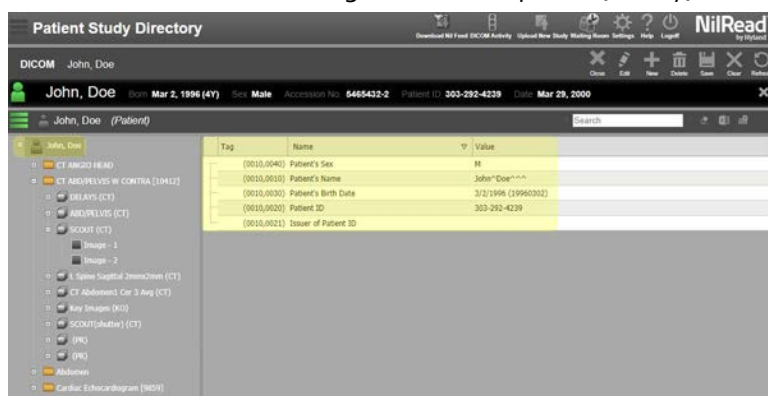 Patient Study Directory
Download Nil Feed DICOM Activity Upload New Study Waiting Room Settings Help Logoff
NilRead
by Hyland
DICOM John, Doe
Close Edit New Delete Save Clear Refresh
John, Doe Born Mar 2, 1996 (4Y) Sex Male Accession No. 5465432-2 Patient ID 303-292-4239 Date Mar 29, 2000
John, Doe (Patient)
Search
John, Doe
Tag Name Value
(0010,0040) Patient's Sex M
(0010,0010) Patient's Name John^Doe^^^
(0010,0030) Patient's Birth Date 3/2/1996 (19960302)
(0010,0020) Patient ID 303-292-4239
(0010,0021) Issuer of Patient ID
CT ANGIO HEAD
CT ABD/PELVIS W CONTRA [10412]
DELAYS (CT)
ABD/PELVIS (CT)
SCOUT (CT)
Image - 1
Image - 2
L Spine Sagittal 2mmx2mm (CT)
CT Abdomen1 Cor 3 Avg (CT)
Key Images (KO)
SCOUT(shutter) (CT)
(PR)
(PR)
Abdomen
Cardiac Echocardiogram [9859]